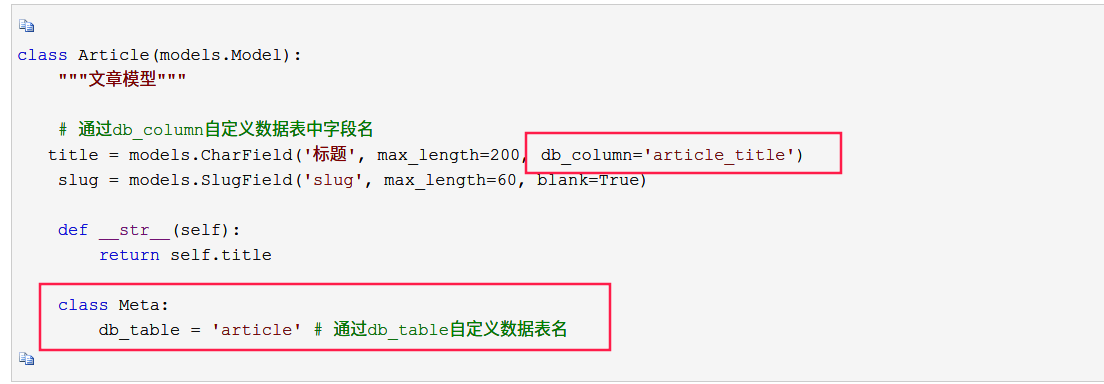 class Article(models.Model):
    """文章模型"""
    # 通过db_column自定义数据表中字段名
   title = models.CharField('标题', max_length=200, db_column='article_title')
    slug = models.SlugField('slug', max_length=60, blank=True)
    def __str__(self):
        return self.title
    class Meta:
        db_table = 'article' # 通过db_table自定义数据表名